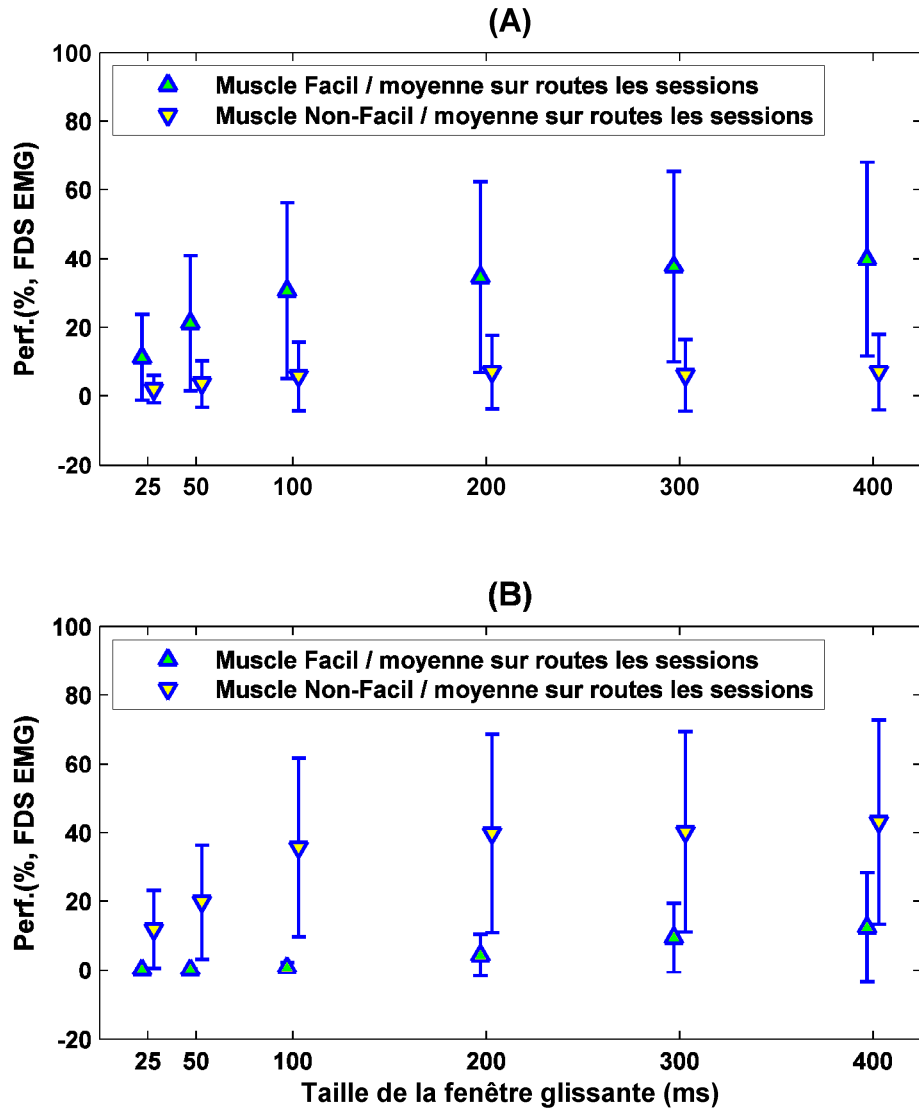 (A)
Perf.(%, FDS EMG)
100
80
60
40
20
0
-20
Muscle Facil / moyenne sur routes les sessions
Muscle Non-Facil / moyenne sur routes les sessions
25 50 100 200 300 400
(B)
Perf.(%, FDS EMG)
100
80
60
40
20
0
-20
Muscle Facil / moyenne sur routes les sessions
Muscle Non-Facil / moyenne sur routes les sessions
25 50 100 200 300 400
Taille de la fenêtre glissante (ms)